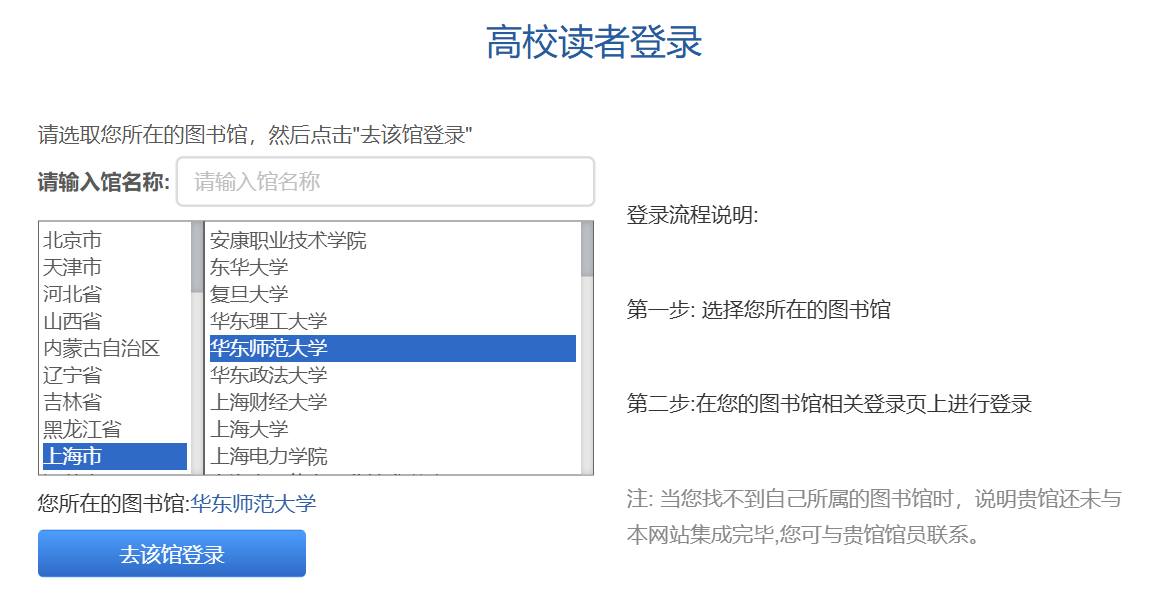 高校读者登录
请选取您所在的图书馆，然后点击"去该馆登录"
请输入馆名称:
请输入馆名称
北京市
天津市
河北省
山西省
内蒙古自治区
辽宁省
吉林省
黑龙江省
上海市
安康职业技术学院
东华大学
复旦大学
华东理工大学
华东师范大学
华东政法大学
上海财经大学
上海大学
上海电力学院
您所在的图书馆:华东师范大学
去该馆登录
登录流程说明:
第一步: 选择您所在的图书馆
第二步:在您的图书馆相关登录页上进行登录
注: 当您找不到自己所属的图书馆时，说明贵馆还未与
本网站集成完毕,您可与贵馆馆员联系。